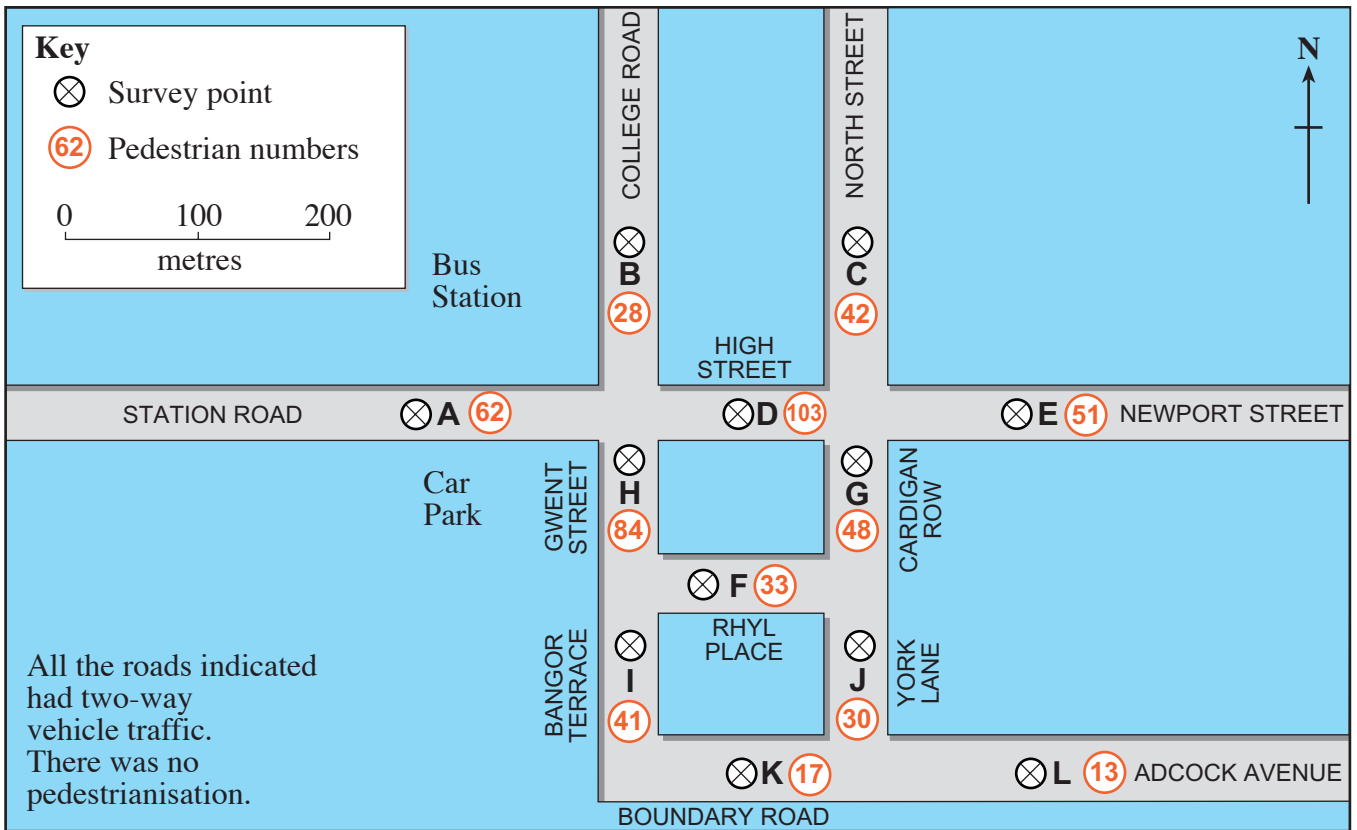 Key
Survey point
62 Pedestrian numbers
0 100 200
metres
COLLEGE ROAD
NORTH STREET
N
Bus
Station
B
28
C
42
HIGH
STREET
STATION ROAD
A 62
D 103
E 51
NEWPORT STREET
Car
Park
GWENT
STREET
H
84
G
48
CARDIGAN
ROW
F 33
RHYL
PLACE
BANGOR
TERRACE
I
41
J
30
YORK
LANE
All the roads indicated
had two-way
vehicle traffic.
There was no
pedestrianisation.
K 17
L 13
ADCOCK AVENUE
BOUNDARY ROAD